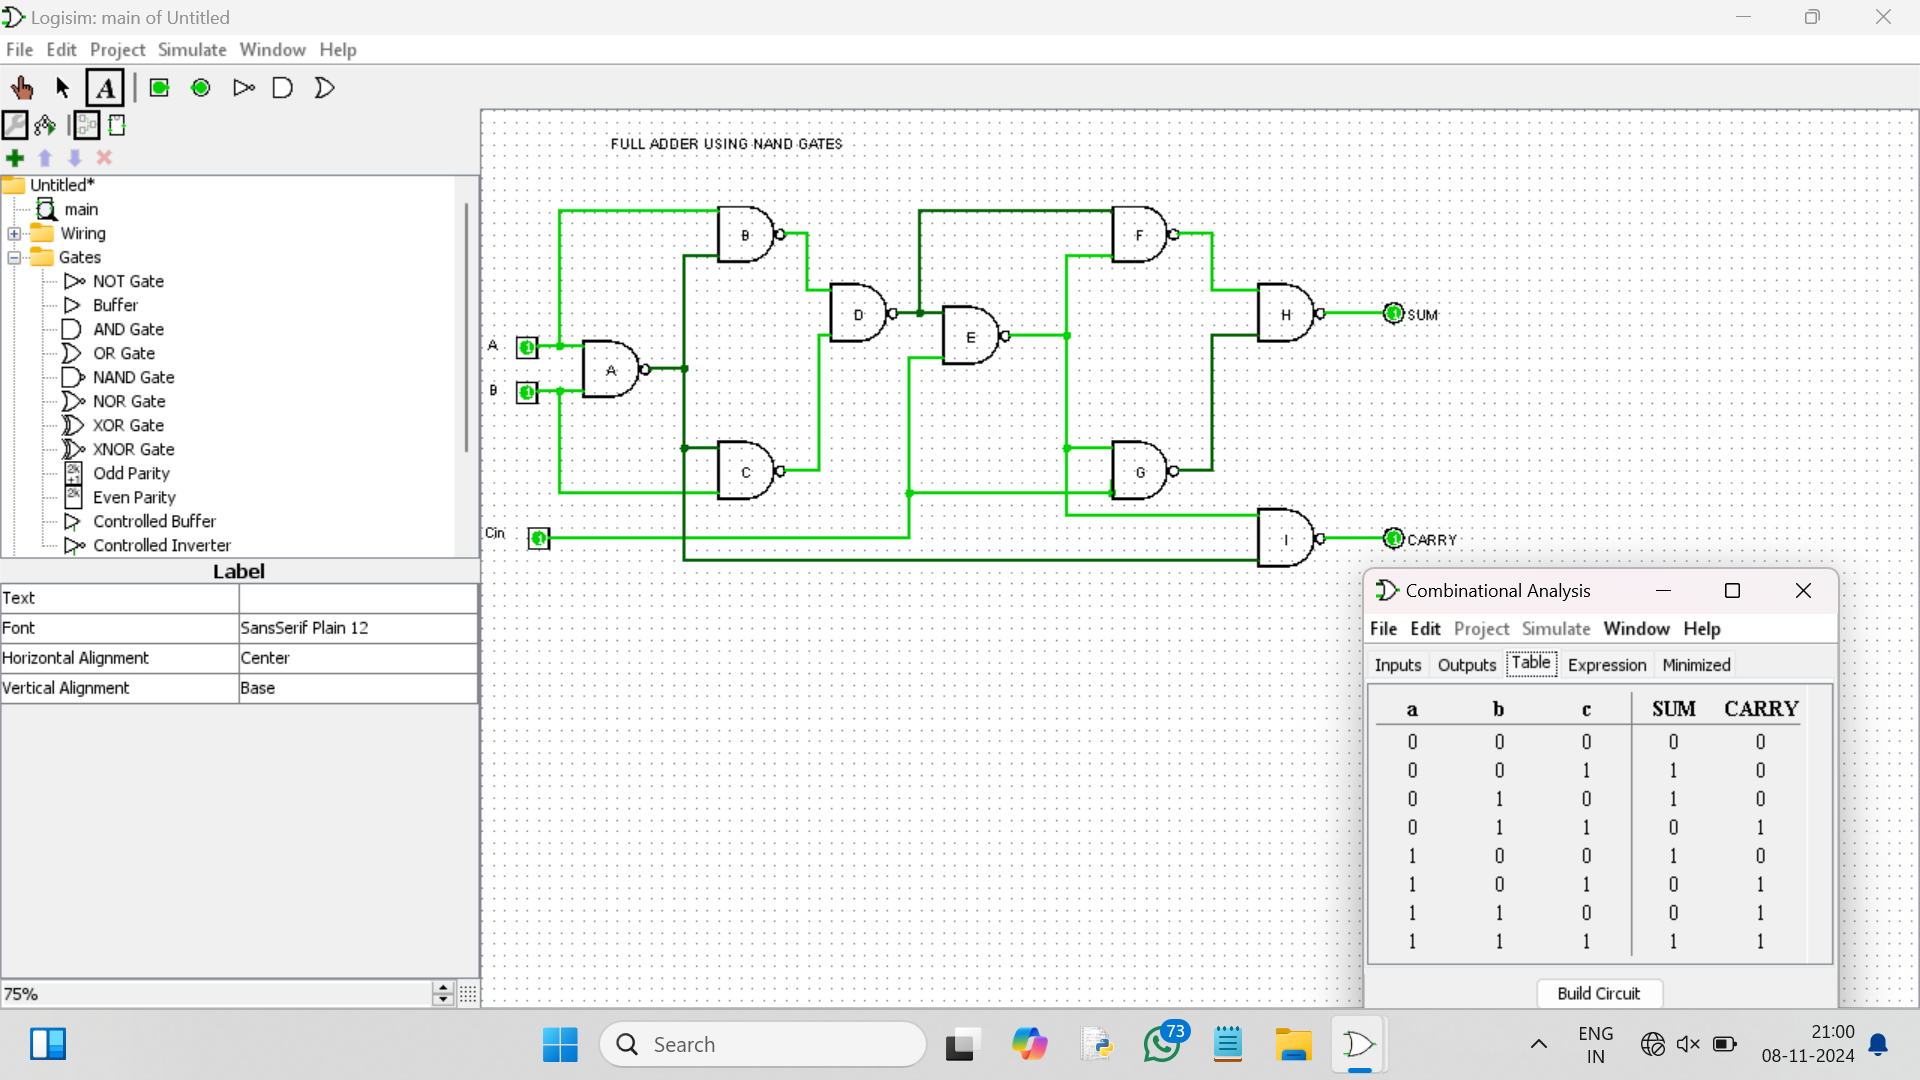 Logisim: main of Untitled
File Edit Project Simulate Window Help
A
Untitled*
main
Wiring
Gates
NOT Gate
Buffer
AND Gate
OR Gate
NAND Gate
NOR Gate
XOR Gate
XNOR Gate
2k+1 Odd Parity
2k Even Parity
Controlled Buffer
Controlled Inverter
Label
Text
Font SansSerif Plain 12
Horizontal Alignment Center
Vertical Alignment Base
75%
FULL ADDER USING NAND GATES
B F
D H 1 SUM
E
A 1 A
B 1
C G
Cin 1 I 1 CARRY
Combinational Analysis
File Edit Project Simulate Window Help
Inputs Outputs Table Expression Minimized
a b c SUM CARRY
0 0 0 0 0
0 0 1 1 0
0 1 0 1 0
0 1 1 0 1
1 0 0 1 0
1 0 1 0 1
1 1 0 0 1
1 1 1 1 1
Build Circuit
Search
73
ENG
IN
21:00
08-11-2024